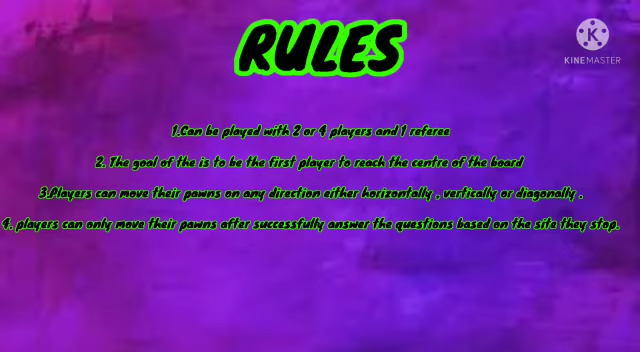 RULES
KINEMASTER
1.Can be played with 2 or 4 players and 1 referee
2. The goal of the is to be the first player to reach the centre of the board
3.Players can move their pawns on any direction either horizontally , vertically or diagonally .
4. players can only move their pawns after successfully answer the questions based on the site they stop.